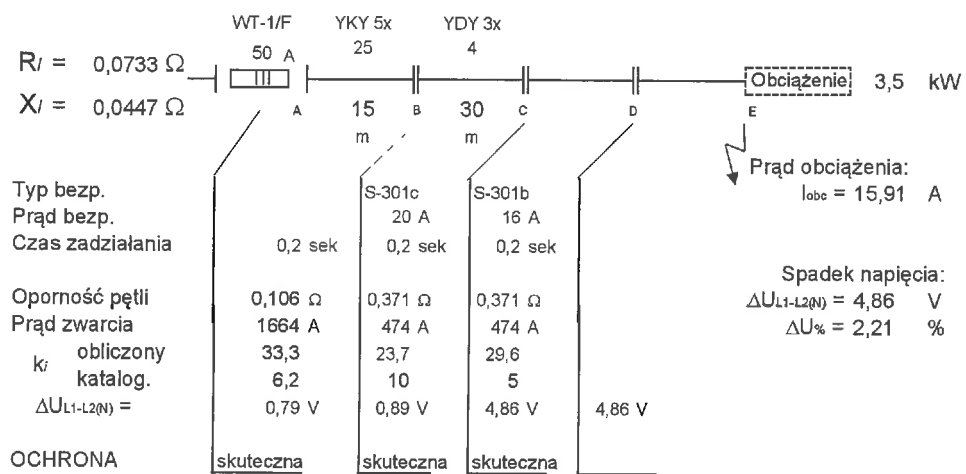 WT-1/F YKY 5x YDY 3x
50 A 25 4
Rl = 0,0733 Ω
Xl = 0,0447 Ω
Obciążenie 3,5 kW
A 15 B 30 C D E
m m
Prąd obciążenia:
Iobc = 15,91 A
Typ bezp. S-301c S-301b
Prąd bezp. 20 A 16 A
Czas zadziałania 0,2 sek 0,2 sek 0,2 sek
Spadek napięcia:
Oporność pętli 0,106 Ω 0,371 Ω 0,371 Ω
ΔUL1-L2(N) = 4,86 V
Prąd zwarcia 1664 A 474 A 474 A
ΔU% = 2,21 %
ki obliczony 33,3 23,7 29,6
katalog. 6,2 10 5
ΔUL1-L2(N) = 0,79 V 0,89 V 4,86 V 4,86 V
OCHRONA skuteczna skuteczna skuteczna